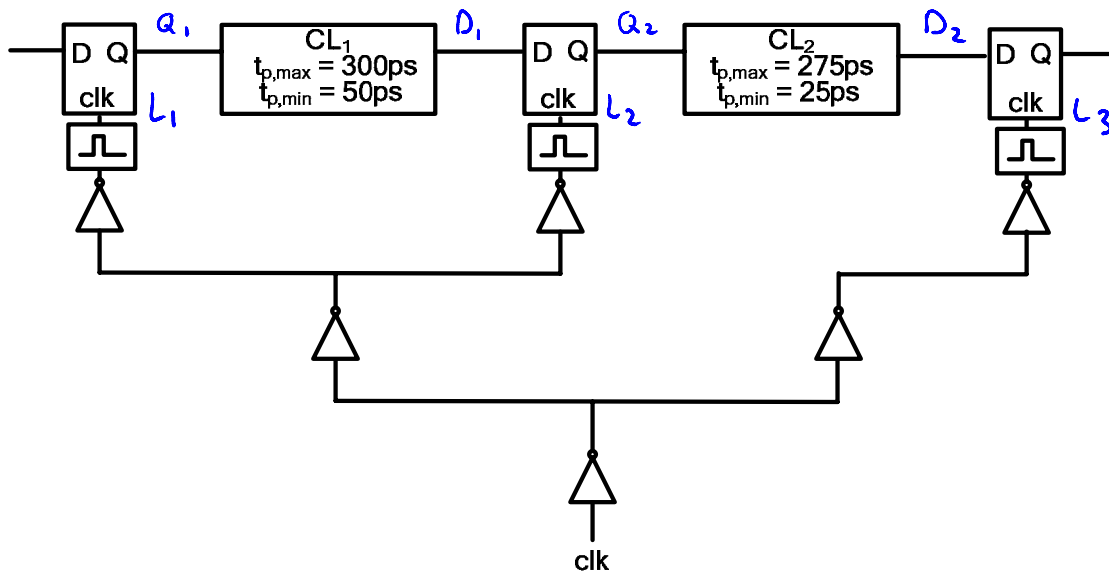 Q₁
D₁
Q₂
D₂
D Q
clk
L₁
CL₁
tp,max = 300ps
tp,min = 50ps
D Q
clk
L₂
CL₂
tp,max = 275ps
tp,min = 25ps
D Q
clk
L₃
clk